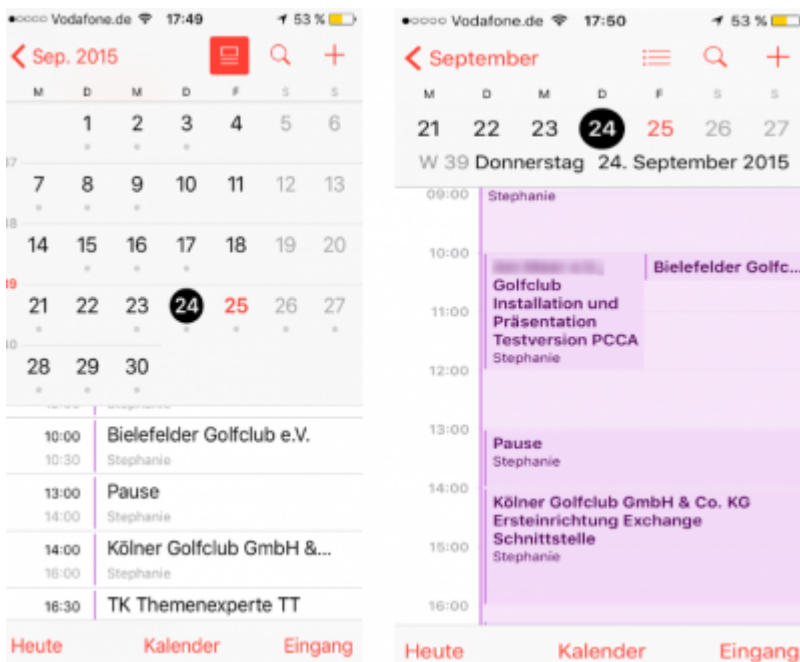 Vodafone.de 17:49 53 %
Sep. 2015
M D M D F S S
1 2 3 4 5 6
7 8 9 10 11 12 13
14 15 16 17 18 19 20
21 22 23 24 25 26 27
28 29 30
10:00 Bielefelder Golfclub e.V.
10:30 Stephanie
13:00 Pause
14:00 Stephanie
14:00 Kölner Golfclub GmbH &...
16:00 Stephanie
16:30 TK Themenexperte TT
Heute Kalender Eingang
Vodafone.de 17:50 53 %
September
M D M D F S S
21 22 23 24 25 26 27
W 39 Donnerstag 24. September 2015
09:00 Stephanie
10:00
Bielefelder Golfc...
Golfclub
11:00 Installation und
Präsentation
Testversion PCCA
Stephanie
12:00
13:00
Pause
Stephanie
14:00
Kölner Golfclub GmbH & Co. KG
Ersteinrichtung Exchange
Schnittstelle
15:00 Stephanie
16:00
Heute Kalender Eingang